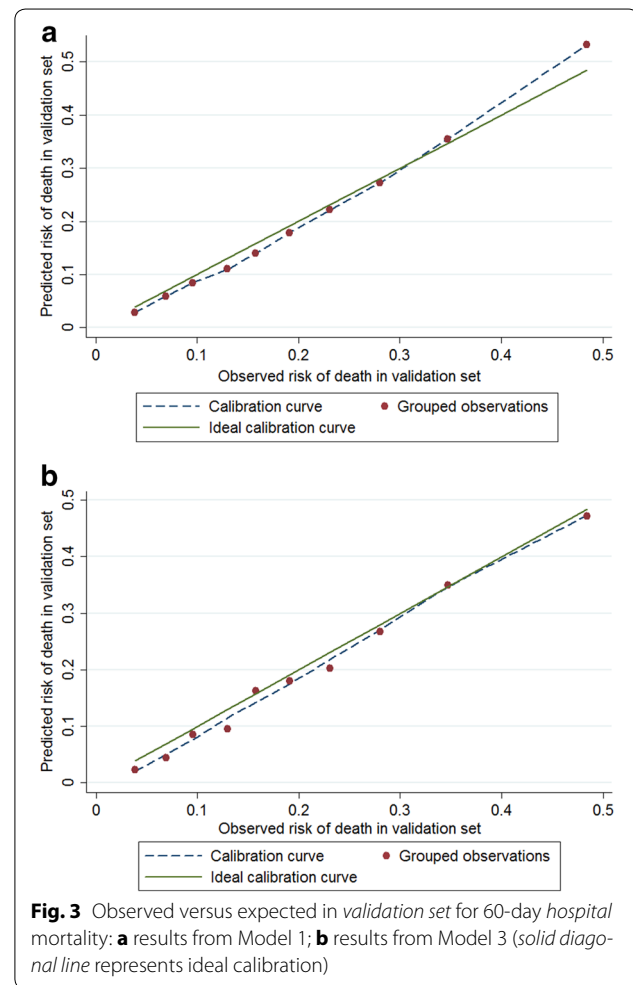 a
Predicted risk of death in validation set
0.5
0.4
0.3
0.2
0.1
0
0 0.1 0.2 0.3 0.4 0.5
Observed risk of death in validation set
Calibration curve Grouped observations
Ideal calibration curve
b
Predicted risk of death in validation set
0.5
0.4
0.3
0.2
0.1
0
0 0.1 0.2 0.3 0.4 0.5
Observed risk of death in validation set
Calibration curve Grouped observations
Ideal calibration curve
Fig. 3 Observed versus expected in validation set for 60-day hospital
mortality: a results from Model 1; b results from Model 3 (solid diago-
nal line represents ideal calibration)